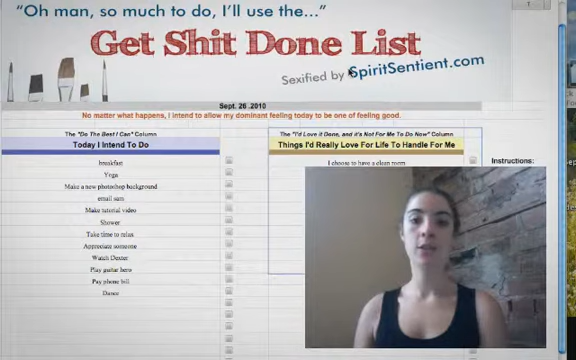 "Oh man, so much to do, I'll use the..."
Get Shit Done List
Sexified by SpiritSentient.com
Sept. 26 .2010
No matter what happens, I intend to allow my dominant feeling today to be one of feeling good.
The "Do The Best I Can" Column
The "I'd Love it Done, and it's Not For Me To Do Now" Column
Today I Intend To Do
Things I'd Really Love For Life To Handle For Me
breakfast
I choose to have a clean room
Instructions:
Yoga
Make a new photoshop background
email sam
Make tutorial video
Shower
Take time to relax
Appreciate someone
Watch Dexter
Play guitar hero
Pay phone bill
Dance